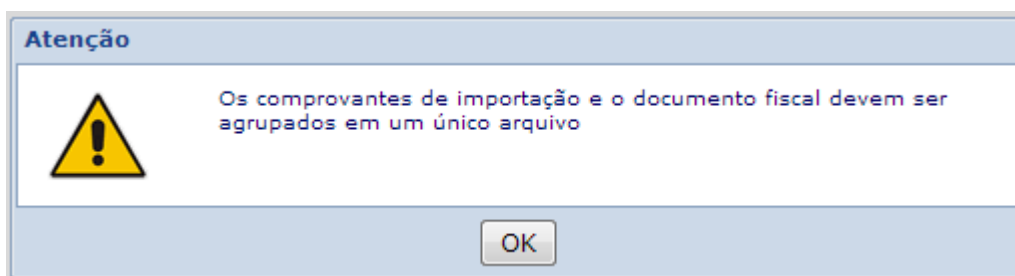 Atenção
Os comprovantes de importação e o documento fiscal devem ser
agrupados em um único arquivo
OK